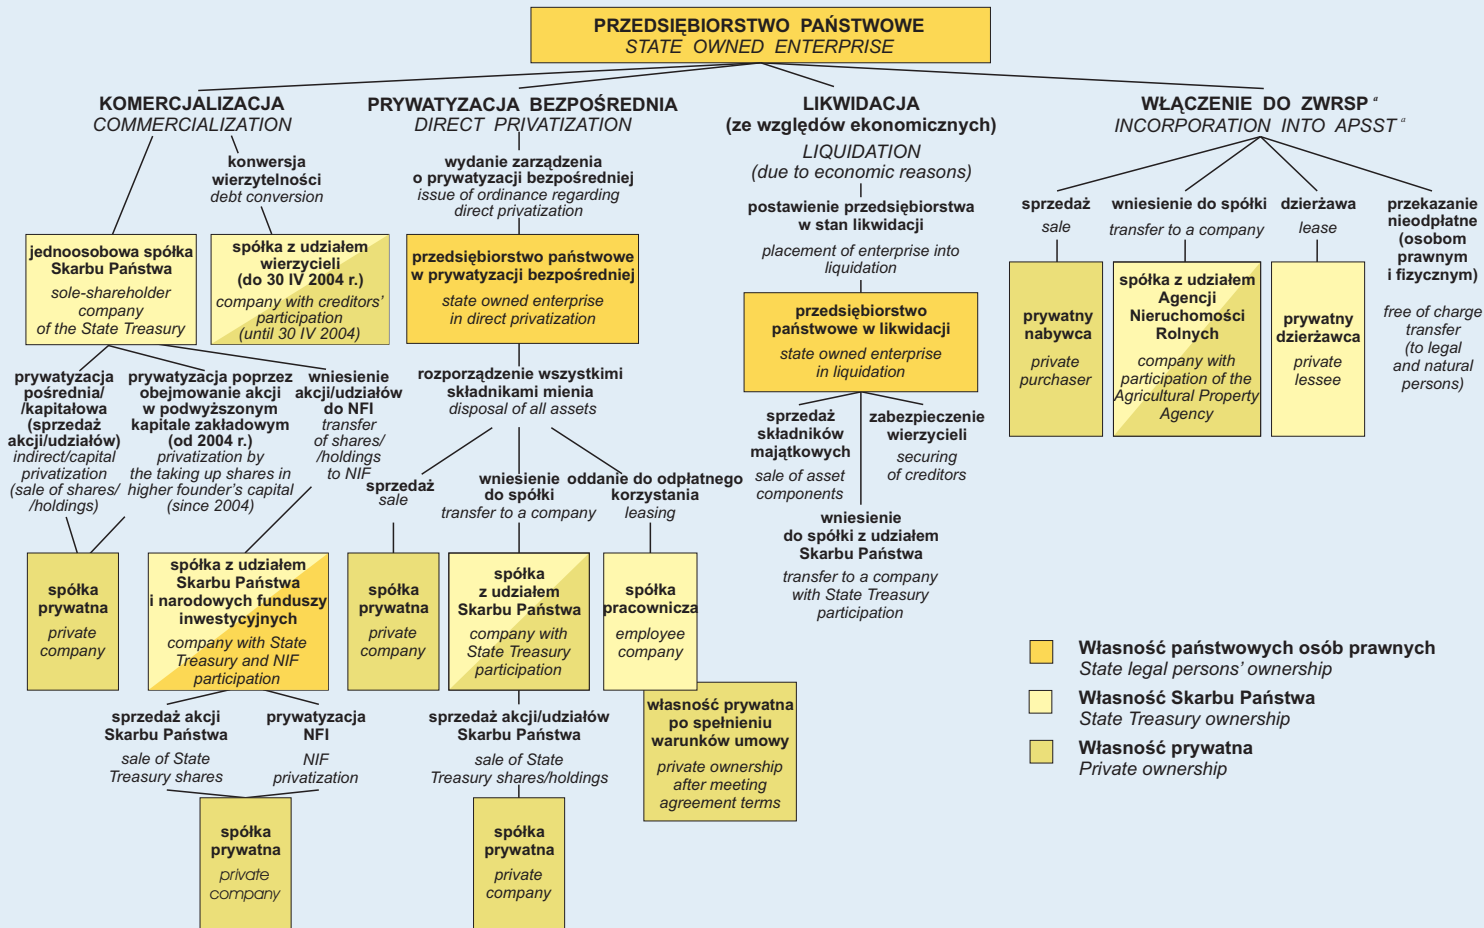 PRZEDSIĘBIORSTWO PAŃSTWOWE
STATE OWNED ENTERPRISE
KOMERCJALIZACJA
COMMERCIALIZATION
konwersja
wierzytelności
debt conversion
jednoosobowa spółka
Skarbu Państwa
sole-shareholder
company
of the State Treasury
spółka z udziałem
wierzycieli
(do 30 IV 2004 r.)
company with creditors'
participation
(until 30 IV 2004)
prywatyzacja
pośrednia/
/kapitałowa
(sprzedaż
akcji/udziałów)
indirect/capital
privatization
(sale of shares/
/holdings)
prywatyzacja poprzez
obejmowanie akcji
w podwyższonym
kapitale zakładowym
(od 2004 r.)
privatization by
the taking up shares in
higher founder's capital
(since 2004)
wniesienie
akcji/udziałów
do NFI
transfer
of shares/
/holdings
to NIF
spółka
prywatna
private
company
spółka z udziałem
Skarbu Państwa
i narodowych funduszy
inwestycyjnych
company with State
Treasury and NIF
participation
sprzedaż akcji
Skarbu Państwa
sale of State
Treasury shares
prywatyzacja
NFI
NIF
privatization
spółka
prywatna
private
company
PRYWATYZACJA BEZPOŚREDNIA
DIRECT PRIVATIZATION
wydanie zarządzenia
o prywatyzacji bezpośredniej
issue of ordinance regarding
direct privatization
przedsiębiorstwo państwowe
w prywatyzacji bezpośredniej
state owned enterprise
in direct privatization
rozporządzenie wszystkimi
składnikami mienia
disposal of all assets
sprzedaż
sale
wniesienie
do spółki
transfer to a company
oddanie do odpłatnego
korzystania
leasing
spółka
prywatna
private
company
spółka
z udziałem
Skarbu Państwa
company with
State Treasury
participation
spółka
pracownicza
employee
company
sprzedaż akcji/udziałów
Skarbu Państwa
sale of State
Treasury shares/holdings
własność prywatna
po spełnieniu
warunków umowy
private ownership
after meeting
agreement terms
spółka
prywatna
private
company
LIKWIDACJA
(ze względów ekonomicznych)
LIQUIDATION
(due to economic reasons)
postawienie przedsiębiorstwa
w stan likwidacji
placement of enterprise into
liquidation
przedsiębiorstwo
państwowe w likwidacji
state owned enterprise
in liquidation
sprzedaż
składników
majątkowych
sale of asset
components
zabezpieczenie
wierzycieli
securing
of creditors
wniesienie
do spółki z udziałem
Skarbu Państwa
transfer to a company
with State Treasury
participation
WŁĄCZENIE DO ZWRSP a
INCORPORATION INTO APSST a
sprzedaż
sale
wniesienie do spółki
transfer to a company
dzierżawa
lease
przekazanie
nieodpłatne
(osobom
prawnym
i fizycznym)
free of charge
transfer
(to legal
and natural
persons)
prywatny
nabywca
private
purchaser
spółka z udziałem
Agencji
Nieruchomości
Rolnych
company with
participation of the
Agricultural Property
Agency
prywatny
dzierżawca
private
lessee
Własność państwowych osób prawnych
State legal persons' ownership
Własność Skarbu Państwa
State Treasury ownership
Własność prywatna
Private ownership